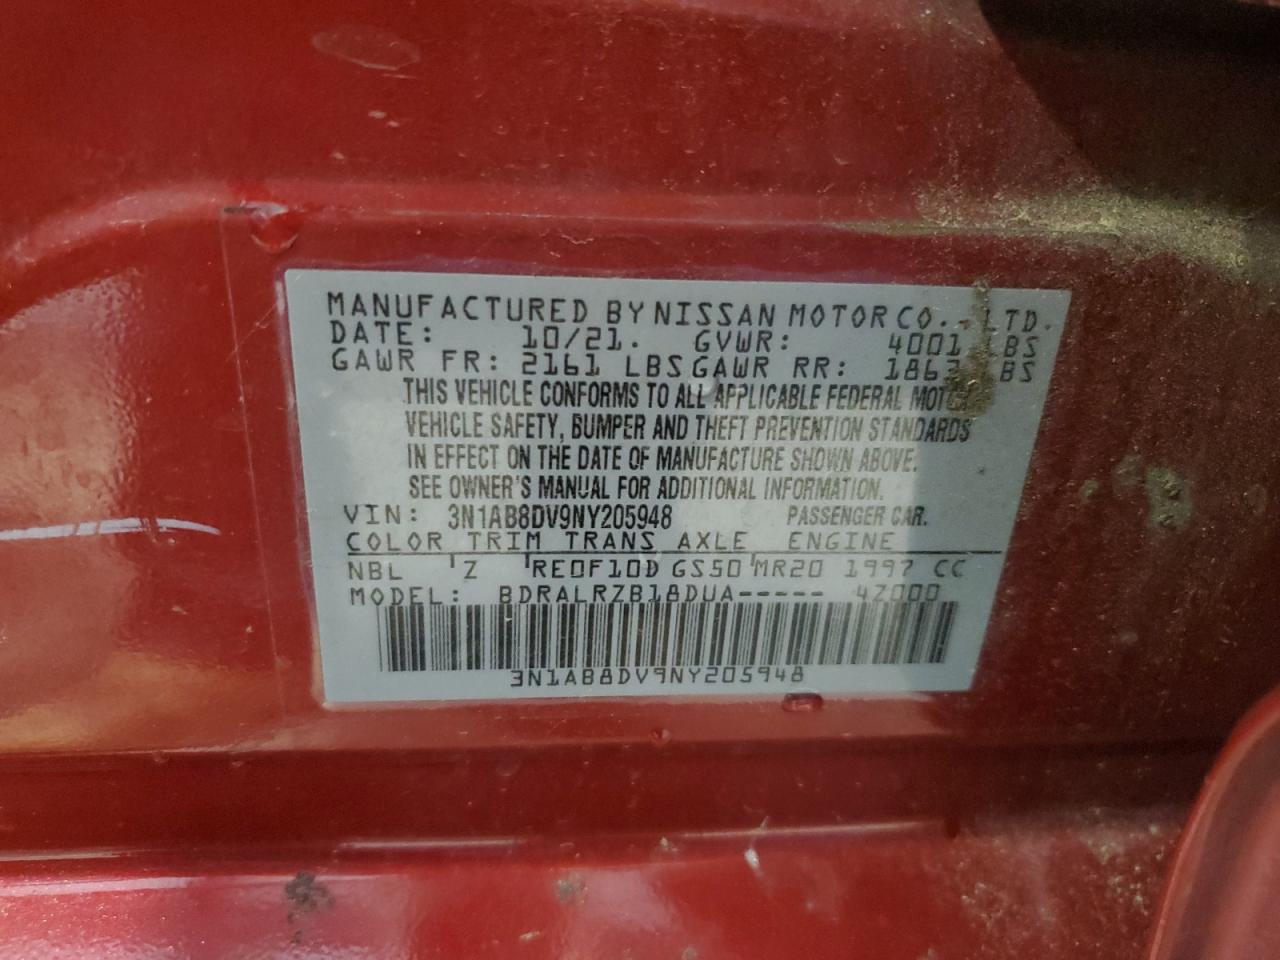 MANUFACTURED BY NISSAN MOTOR CO., LTD.
DATE: 10/21. GVWR: 4001 LBS
GAWR FR: 2161 LBS GAWR RR: LBS
THIS VEHICLE CONFORMS TO ALL APPLICABLE FEDERAL MOTOR
VEHICLE SAFETY, BUMPER AND THEFT PREVENTION STANDARDS
IN EFFECT ON THE DATE OF MANUFACTURE SHOWN ABOVE.
SEE OWNER'S MANUAL FOR ADDITIONAL INFORMATION.
VIN: 3N1AB8DV9NY205948 PASSENGER CAR.
COLOR TRIM TRANS AXLE ENGINE
NBL Z RE0F10D GS50 MR20 1997 CC
MODEL: BDRALRZB18DUA----- 4Z000
3N1AB8DV9NY205948